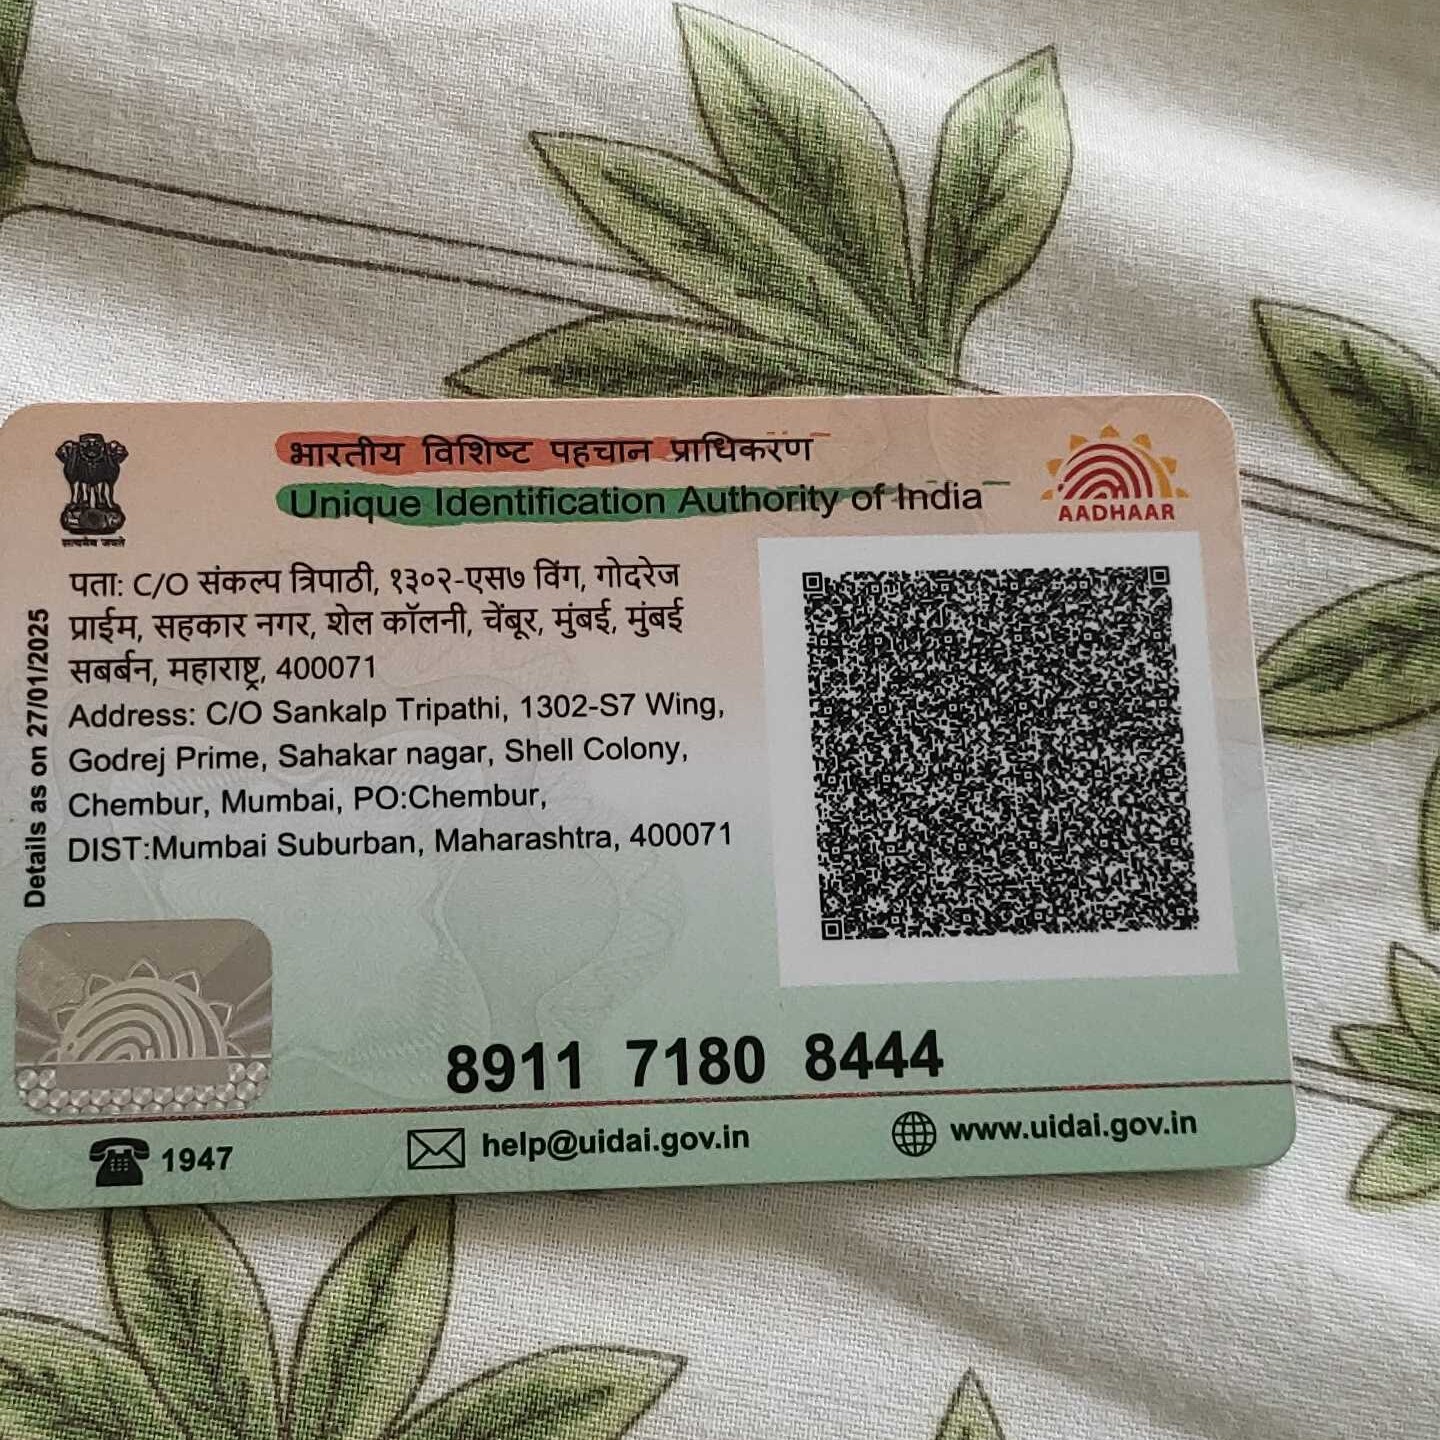 भारतीय विशिष्ट पहचान प्राधिकरण
Unique Identification Authority of India
AADHAAR
सत्यमेव जयते
Details as on 27/01/2025
पता: C/O संकल्प त्रिपाठी, १३०२-एस७ विंग, गोदरेज
प्राईम, सहकार नगर, शेल कॉलनी, चेंबूर, मुंबई, मुंबई
सबर्बन, महाराष्ट्र, 400071
Address: C/O Sankalp Tripathi, 1302-S7 Wing,
Godrej Prime, Sahakar nagar, Shell Colony,
Chembur, Mumbai, PO:Chembur,
DIST:Mumbai Suburban, Maharashtra, 400071
8911 7180 8444
1947
help@uidai.gov.in
www.uidai.gov.in